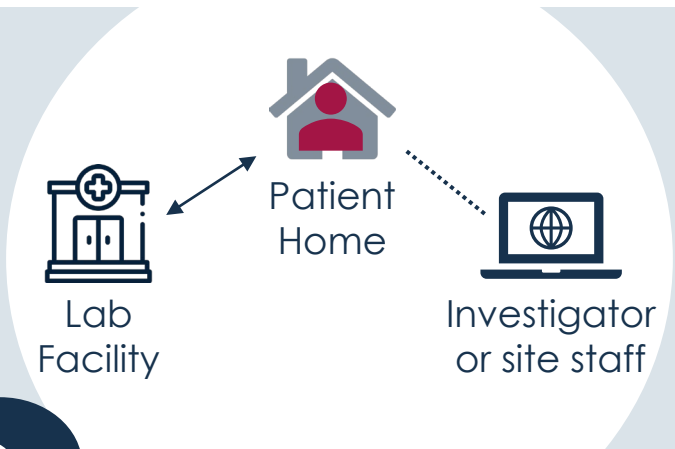 Patient
Home
Lab
Facility
Investigator
or site staff